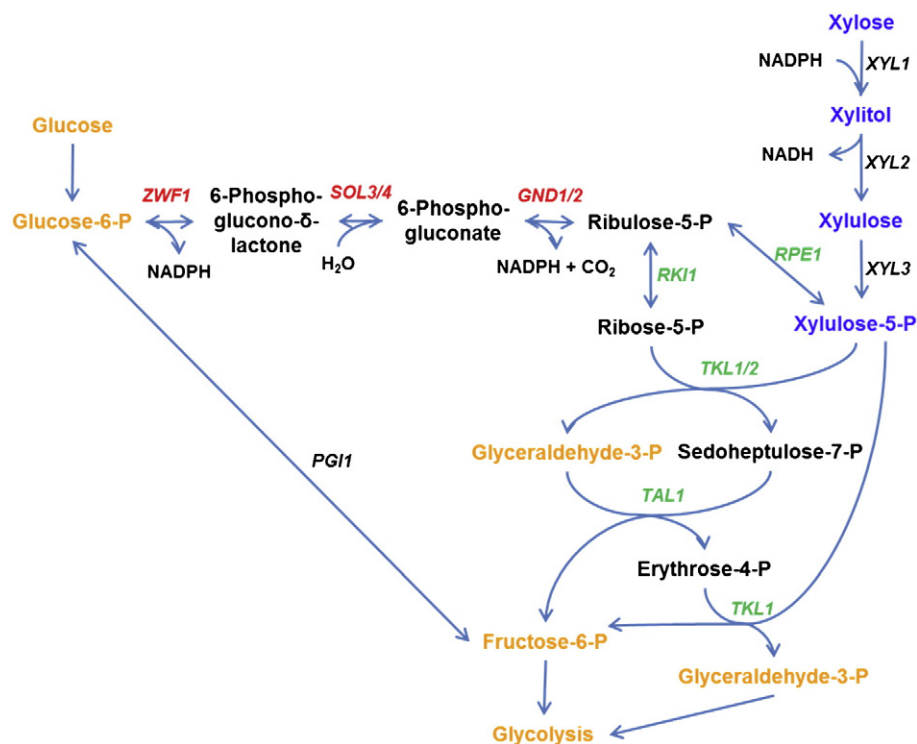 Xylose
NADPH
XYL1
Xylitol
Glucose
NADH
XYL2
ZWF1
6-Phospho-
glucono-δ-
lactone
SOL3/4
6-Phospho-
gluconate
GND1/2
Glucose-6-P
Ribulose-5-P
Xylulose
NADPH
H₂O
NADPH + CO₂
RKI1
RPE1
XYL3
Ribose-5-P
Xylulose-5-P
TKL1/2
Glyceraldehyde-3-P
Sedoheptulose-7-P
PGI1
TAL1
Erythrose-4-P
TKL1
Fructose-6-P
Glyceraldehyde-3-P
Glycolysis